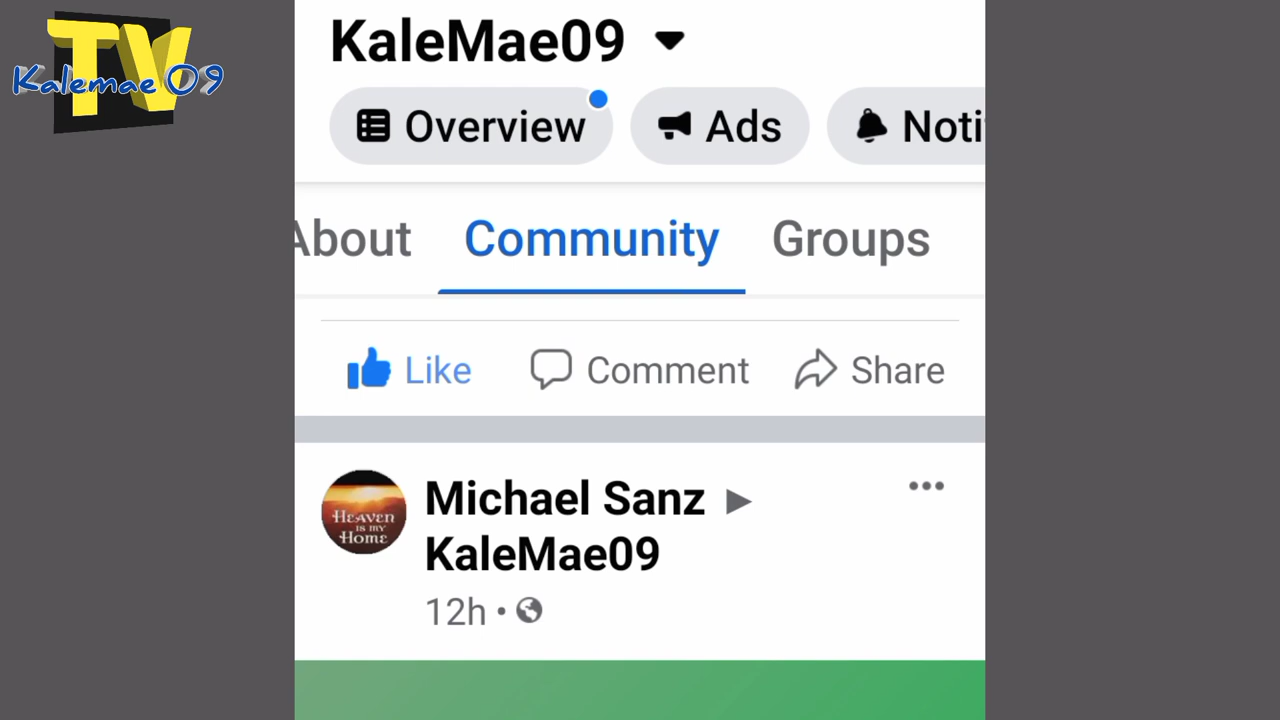 TV
Kalemae 09
KaleMae09
Overview
Ads
Noti
About
Community
Groups
Like
Comment
Share
HEAVEN
IS MY
HOME
Michael Sanz
KaleMae09
12h